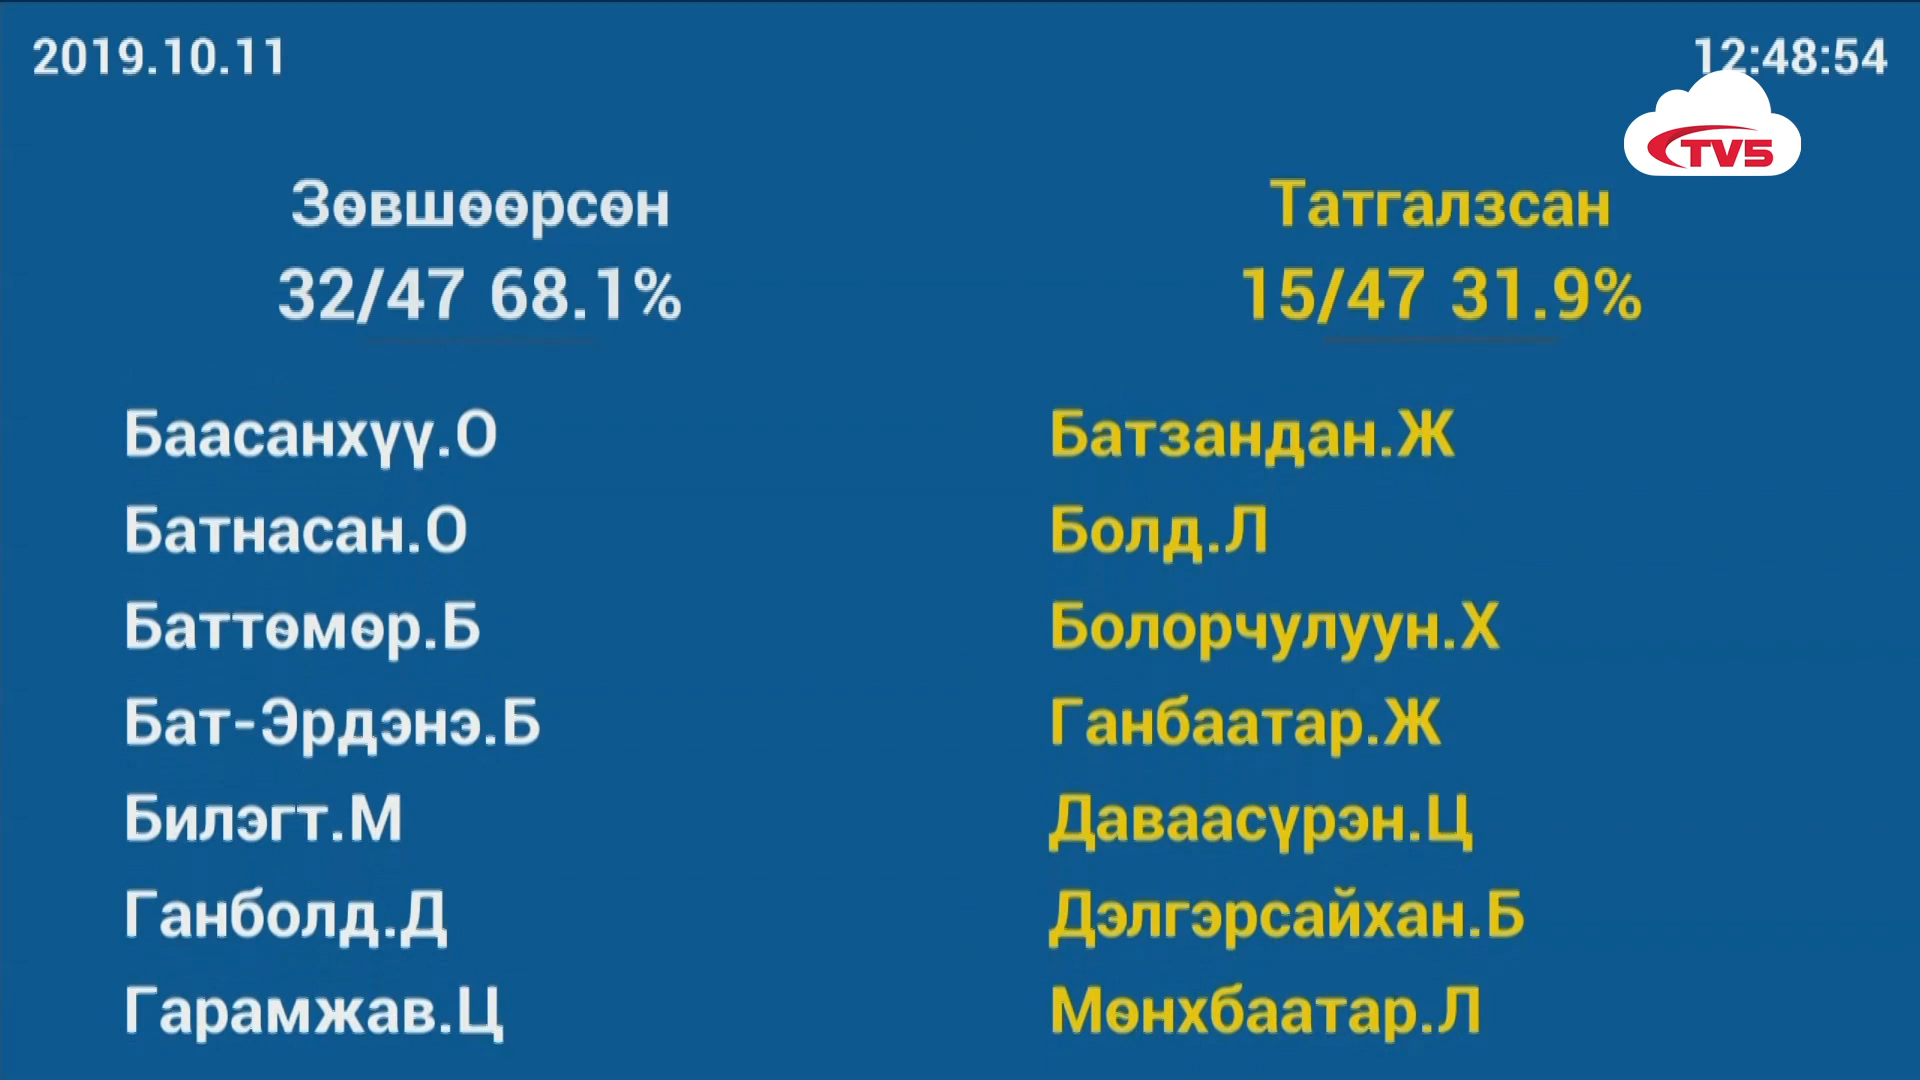 2019.10.11
12:48:54
TV5
Зөвшөөрсөн
32/47 68.1%
Баасанхүү.О
Батнасан.О
Баттөмөр.Б
Бат-Эрдэнэ.Б
Билэгт.М
Ганболд.Д
Гарамжав.Ц
Татгалзсан
15/47 31.9%
Батзандан.Ж
Болд.Л
Болорчулуун.Х
Ганбаатар.Ж
Даваасүрэн.Ц
Дэлгэрсайхан.Б
Мөнхбаатар.Л